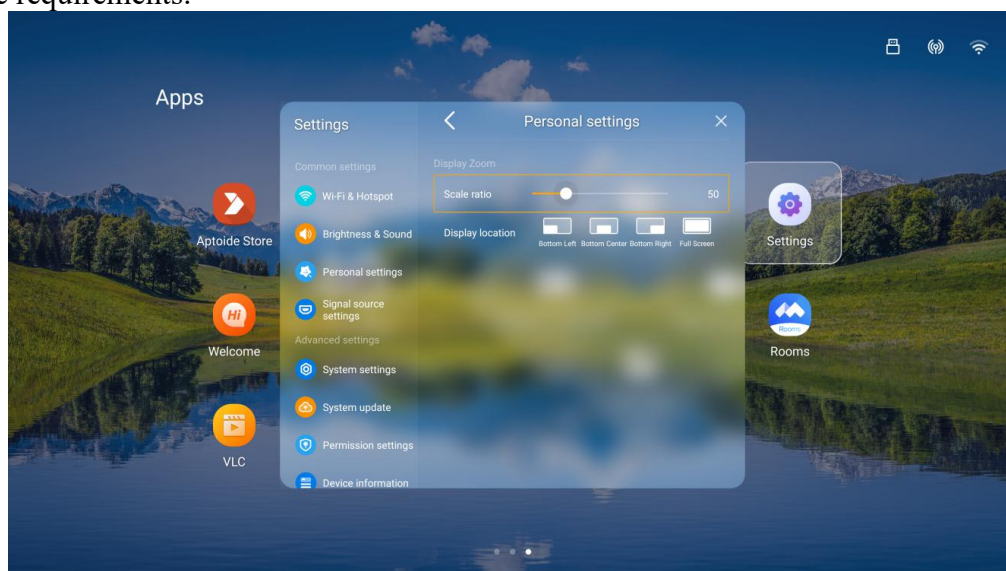 e requirements.
Apps
Settings
Personal settings
Common settings
Display Zoom
Wi-Fi & Hotspot
Scale ratio
50
Brightness & Sound
Display location
Bottom Left
Bottom Center
Bottom Right
Full Screen
Personal settings
Signal source
settings
Advanced settings
System settings
System update
Permission settings
Device information
Aptoide Store
Hi
Welcome
VLC
Settings
Rooms
Rooms